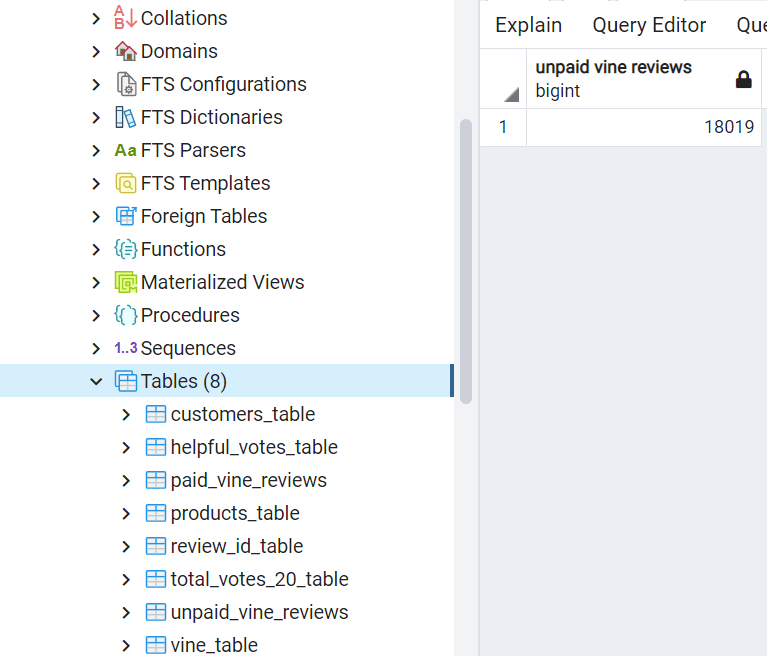 Collations
Domains
FTS Configurations
FTS Dictionaries
Aa FTS Parsers
FTS Templates
Foreign Tables
Functions
Materialized Views
Procedures
1..3 Sequences
Tables (8)
customers_table
helpful_votes_table
paid_vine_reviews
products_table
review_id_table
total_votes_20_table
unpaid_vine_reviews
vine_table
Explain Query Editor Que
unpaid vine reviews
bigint
1 18019